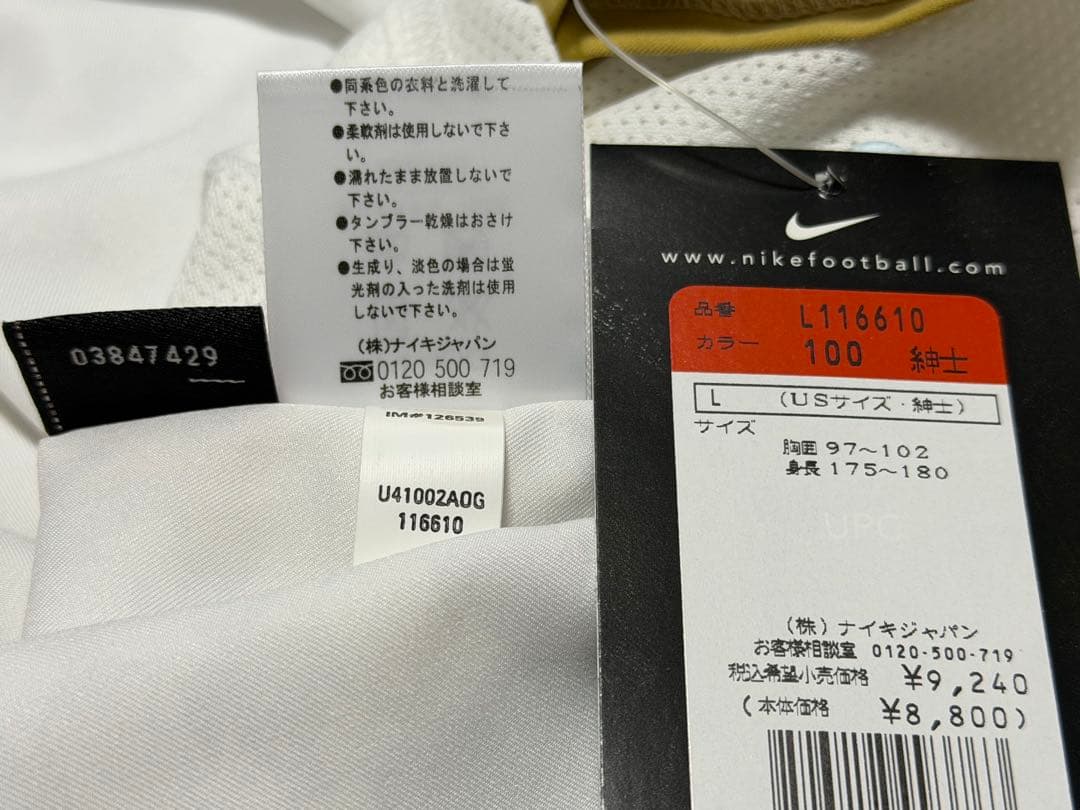 ●同系色の衣料と洗濯して
下さい。
●柔軟剤は使用しないで下さ
い。
●濡れたまま放置しないで
下さい。
●タンブラー乾燥はおさけ
下さい。
●生成り、淡色の場合は蛍
光剤の入った洗剤は使用
しないで下さい。
(株)ナイキジャパン
0120 500 719
お客様相談室
03847429
IM# 126539
U41002AOG
116610
www.nikefootball.com
品番 L116610
カラー 100 紳士
L (USサイズ・紳士)
サイズ
胸囲 97~102
身長 175~180
(株)ナイキジャパン
お客様相談室 0120-500-719
税込希望小売価格 ¥9,240
(本体価格 ¥8,800)